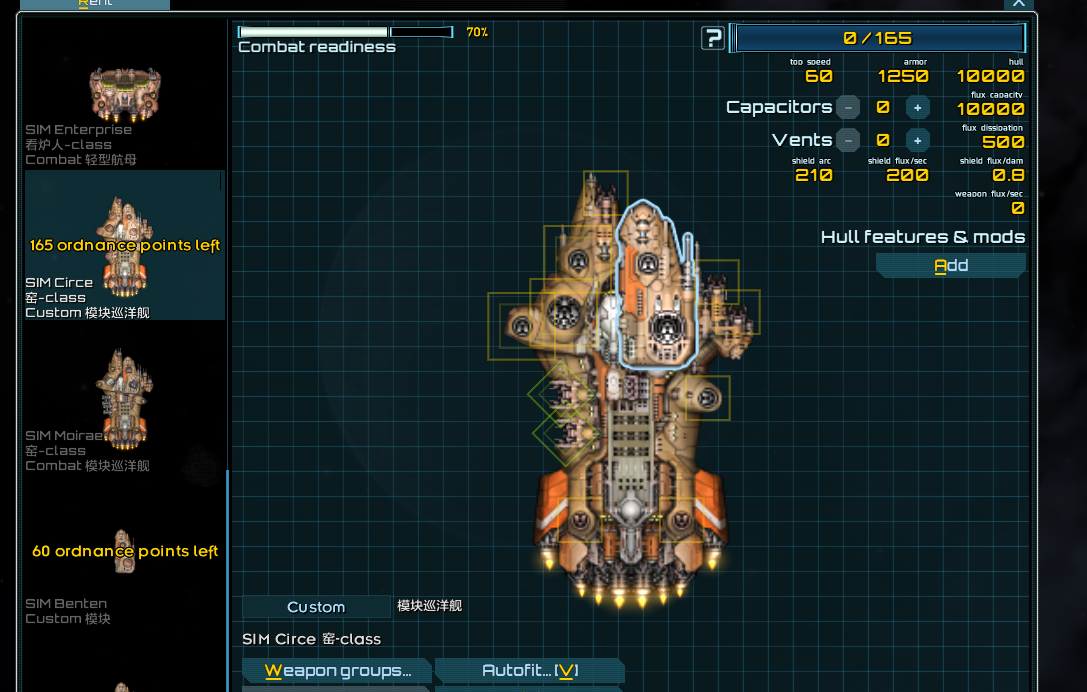 Rent
SIM Enterprise
看炉人-class
Combat 轻型航母
165 ordnance points left
SIM Circe
窑-class
Custom 模块巡洋舰
SIM Moirae
窑-class
Combat 模块巡洋舰
60 ordnance points left
SIM Benten
Custom 模块
70%
Combat readiness
?
0/165
top speed
60
armor
1250
hull
10000
Capacitors
-
0
+
flux capacity
10000
Vents
-
0
+
flux dissipation
500
shield arc
210
shield flux/sec
200
shield flux/dam
0.8
weapon flux/sec
0
Hull features & mods
Add
Custom
模块巡洋舰
SIM Circe 窑-class
Weapon groups...
Autofit...[V]